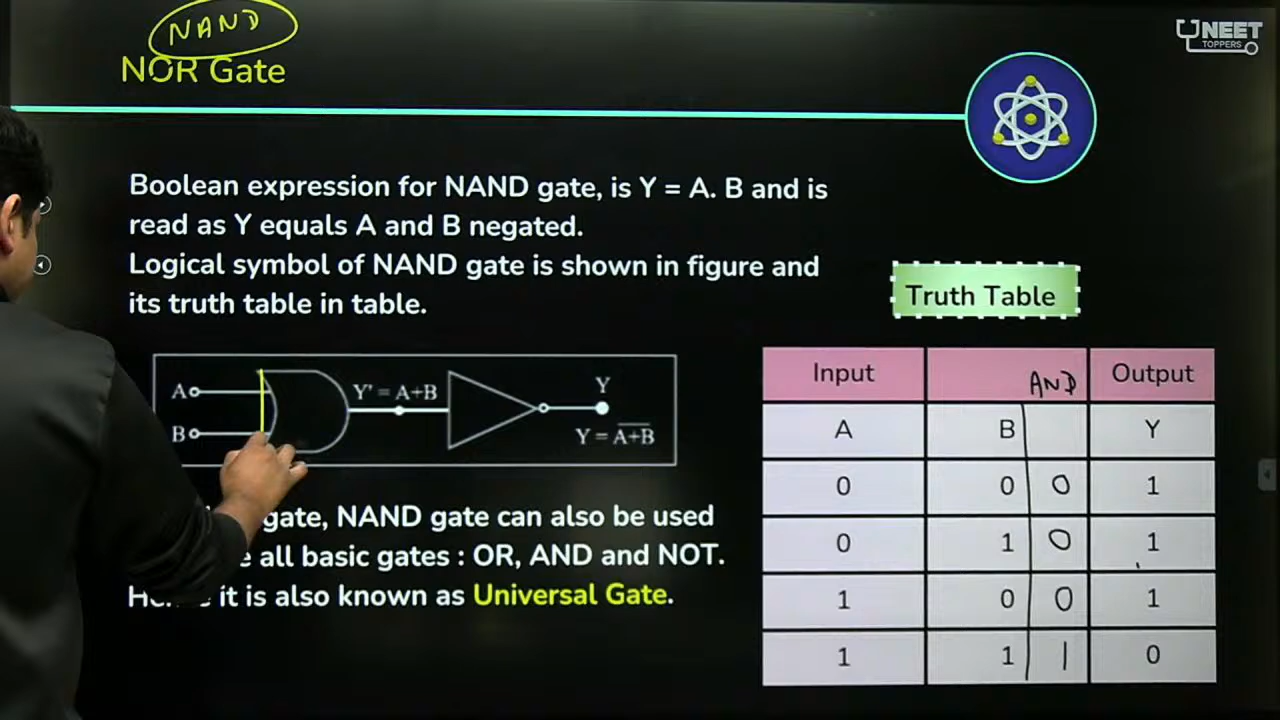 NAND
NOR Gate
NEET
TOPPERS
Boolean expression for NAND gate, is Y = A. B and is
read as Y equals A and B negated.
Logical symbol of NAND gate is shown in figure and
its truth table in table.
Truth Table
A
B
Y' = A+B
Y
Y = \overline{A+B}
gate, NAND gate can also be used
all basic gates : OR, AND and NOT.
it is also known as Universal Gate.
Input AND Output
A B Y
0 0 0 1
0 1 0 1
1 0 0 1
1 1 1 0